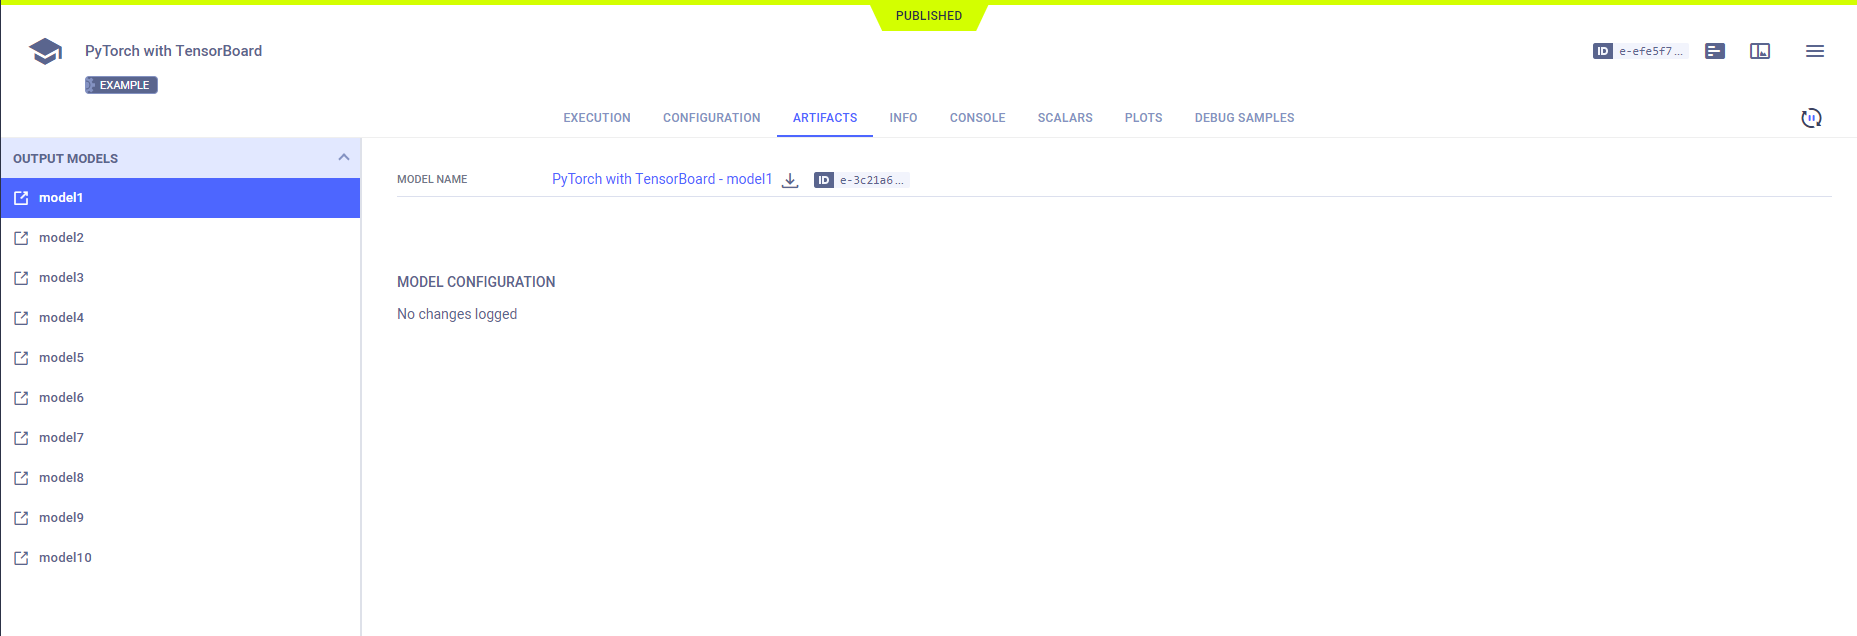 PUBLISHED
PyTorch with TensorBoard
ID e-efe5f7...
EXAMPLE
EXECUTION CONFIGURATION ARTIFACTS INFO CONSOLE SCALARS PLOTS DEBUG SAMPLES
OUTPUT MODELS
model1
model2
model3
model4
model5
model6
model7
model8
model9
model10
MODEL NAME PyTorch with TensorBoard - model1 ID e-3c21a6...
MODEL CONFIGURATION
No changes logged